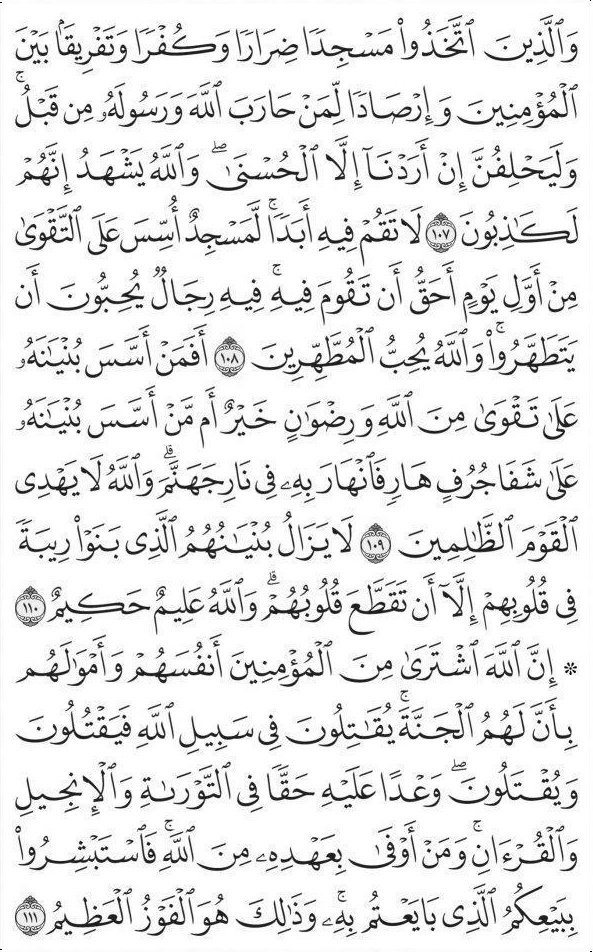 وَٱلَّذِينَ ٱتَّخَذُوا۟ مَسْجِدًا ضِرَارًا وَكُفْرًا وَتَفْرِيقًۢا بَيْنَ
ٱلْمُؤْمِنِينَ وَإِرْصَادًا لِّمَنْ حَارَبَ ٱللَّهَ وَرَسُولَهُۥ مِن قَبْلُ ۚ
وَلَيَحْلِفُنَّ إِنْ أَرَدْنَآ إِلَّا ٱلْحُسْنَىٰ ۖ وَٱللَّهُ يَشْهَدُ إِنَّهُمْ
لَكَـٰذِبُونَ ١٠٧ لَا تَقُمْ فِيهِ أَبَدًا ۚ لَّمَسْجِدٌ أُسِّسَ عَلَى ٱلتَّقْوَىٰ
مِنْ أَوَّلِ يَوْمٍ أَحَقُّ أَن تَقُومَ فِيهِ ۚ فِيهِ رِجَالٌ يُحِبُّونَ أَن
يَتَطَهَّرُوا۟ ۚ وَٱللَّهُ يُحِبُّ ٱلْمُطَّهِّرِينَ ١٠٨ أَفَمَنْ أَسَّسَ بُنْيَـٰنَهُۥ
عَلَىٰ تَقْوَىٰ مِنَ ٱللَّهِ وَرِضْوَٰنٍ خَيْرٌ أَم مَّنْ أَسَّسَ بُنْيَـٰنَهُۥ
عَلَىٰ شَفَا جُرُفٍ هَارٍ فَٱنْهَارَ بِهِۦ فِى نَارِ جَهَنَّمَ ۗ وَٱللَّهُ لَا يَهْدِى
ٱلْقَوْمَ ٱلظَّـٰلِمِينَ ١٠٩ لَا يَزَالُ بُنْيَـٰنُهُمُ ٱلَّذِى بَنَوْا۟ رِيبَةً
فِى قُلُوبِهِمْ إِلَّآ أَن تَقَطَّعَ قُلُوبُهُمْ ۗ وَٱللَّهُ عَلِيمٌ حَكِيمٌ ١١٠
* إِنَّ ٱللَّهَ ٱشْتَرَىٰ مِنَ ٱلْمُؤْمِنِينَ أَنفُسَهُمْ وَأَمْوَٰلَهُم
بِأَنَّ لَهُمُ ٱلْجَنَّةَ ۚ يُقَـٰتِلُونَ فِى سَبِيلِ ٱللَّهِ فَيَقْتُلُونَ
وَيُقْتَلُونَ ۖ وَعْدًا عَلَيْهِ حَقًّا فِى ٱلتَّوْرَىٰةِ وَٱلْإِنجِيلِ
وَٱلْقُرْءَانِ ۚ وَمَنْ أَوْفَىٰ بِعَهْدِهِۦ مِنَ ٱللَّهِ ۚ فَٱسْتَبْشِرُوا۟
بِبَيْعِكُمُ ٱلَّذِى بَايَعْتُم بِهِۦ ۚ وَذَٰلِكَ هُوَ ٱلْفَوْزُ ٱلْعَظِيمُ ١١١